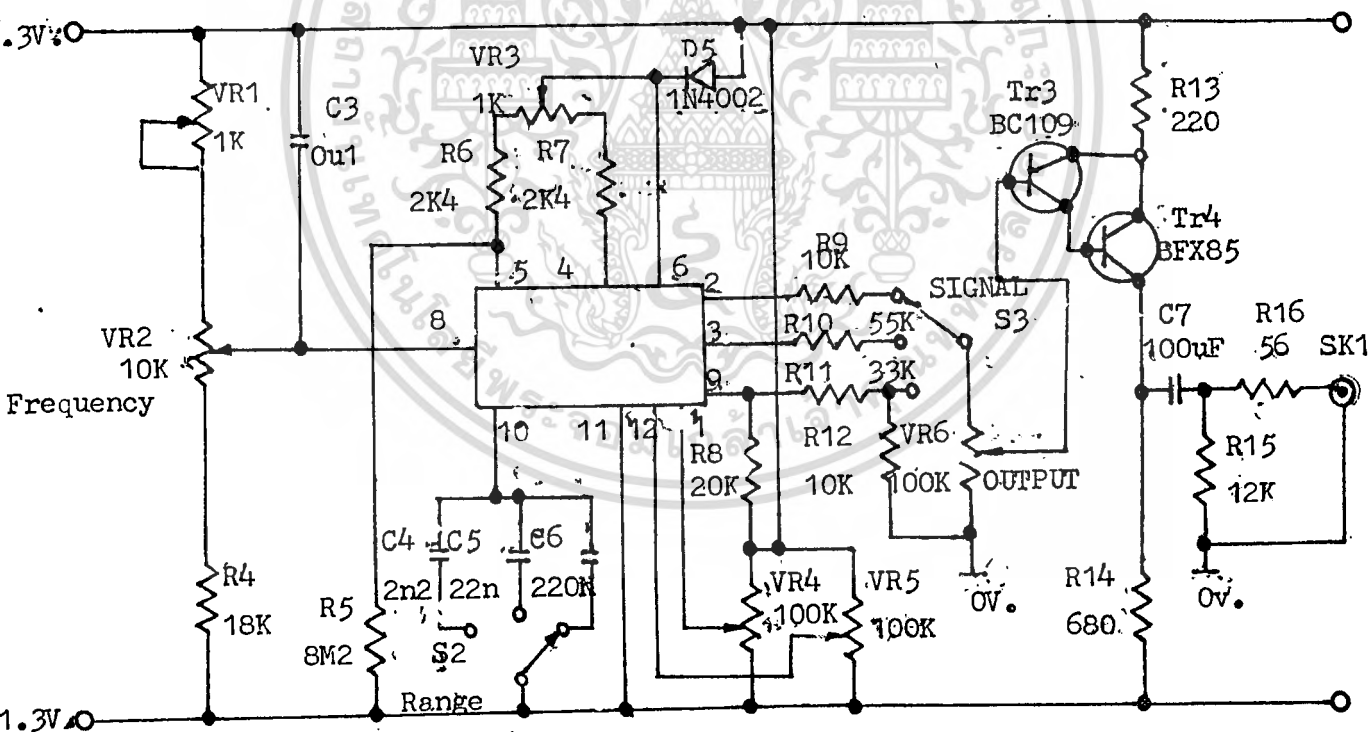 .3V.
VR1
1K
C3
0u1
VR3
1K
D5
1N4002
Tr3
BC109
R13
220
R6
2K4
R7
2K4
Tr4
BFX85
5
4
6
2
8
3
9
10
11
12
1
R9
10K
R10
55K
R11
33K
SIGNAL
S3
VR2
10K
Frequency
C7
100uF
R16
56
SK1
R8
20K
R12
10K
VR6
100K
OUTPUT
R15
12K
C4
2n2
C5
22n
C6
220N
R4
18K
R5
8M2
S2
Range
VR4
100K
VR5
100K
0V.
R14
680
0v.
1.3V.